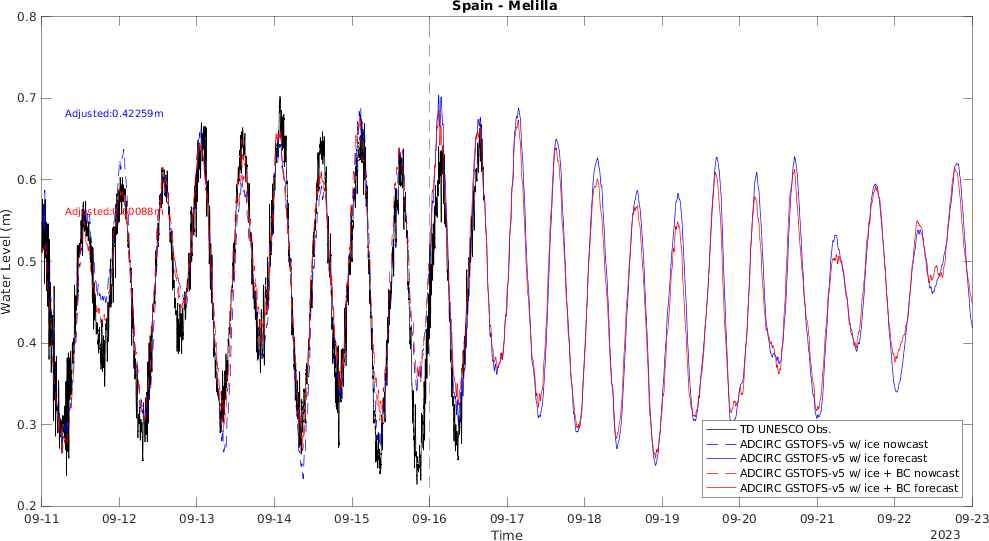 Spain - Melilla
0.8
0.7
0.6
0.5
0.4
0.3
0.2
Water Level (m)
Adjusted:0.42259m
Adjusted:0.60088m
TD UNESCO Obs.
ADCIRC GSTOFS-v5 w/ ice nowcast
ADCIRC GSTOFS-v5 w/ ice forecast
ADCIRC GSTOFS-v5 w/ ice + BC nowcast
ADCIRC GSTOFS-v5 w/ ice + BC forecast
09-11 09-12 09-13 09-14 09-15 09-16 09-17 09-18 09-19 09-20 09-21 09-22 09-23
Time
2023